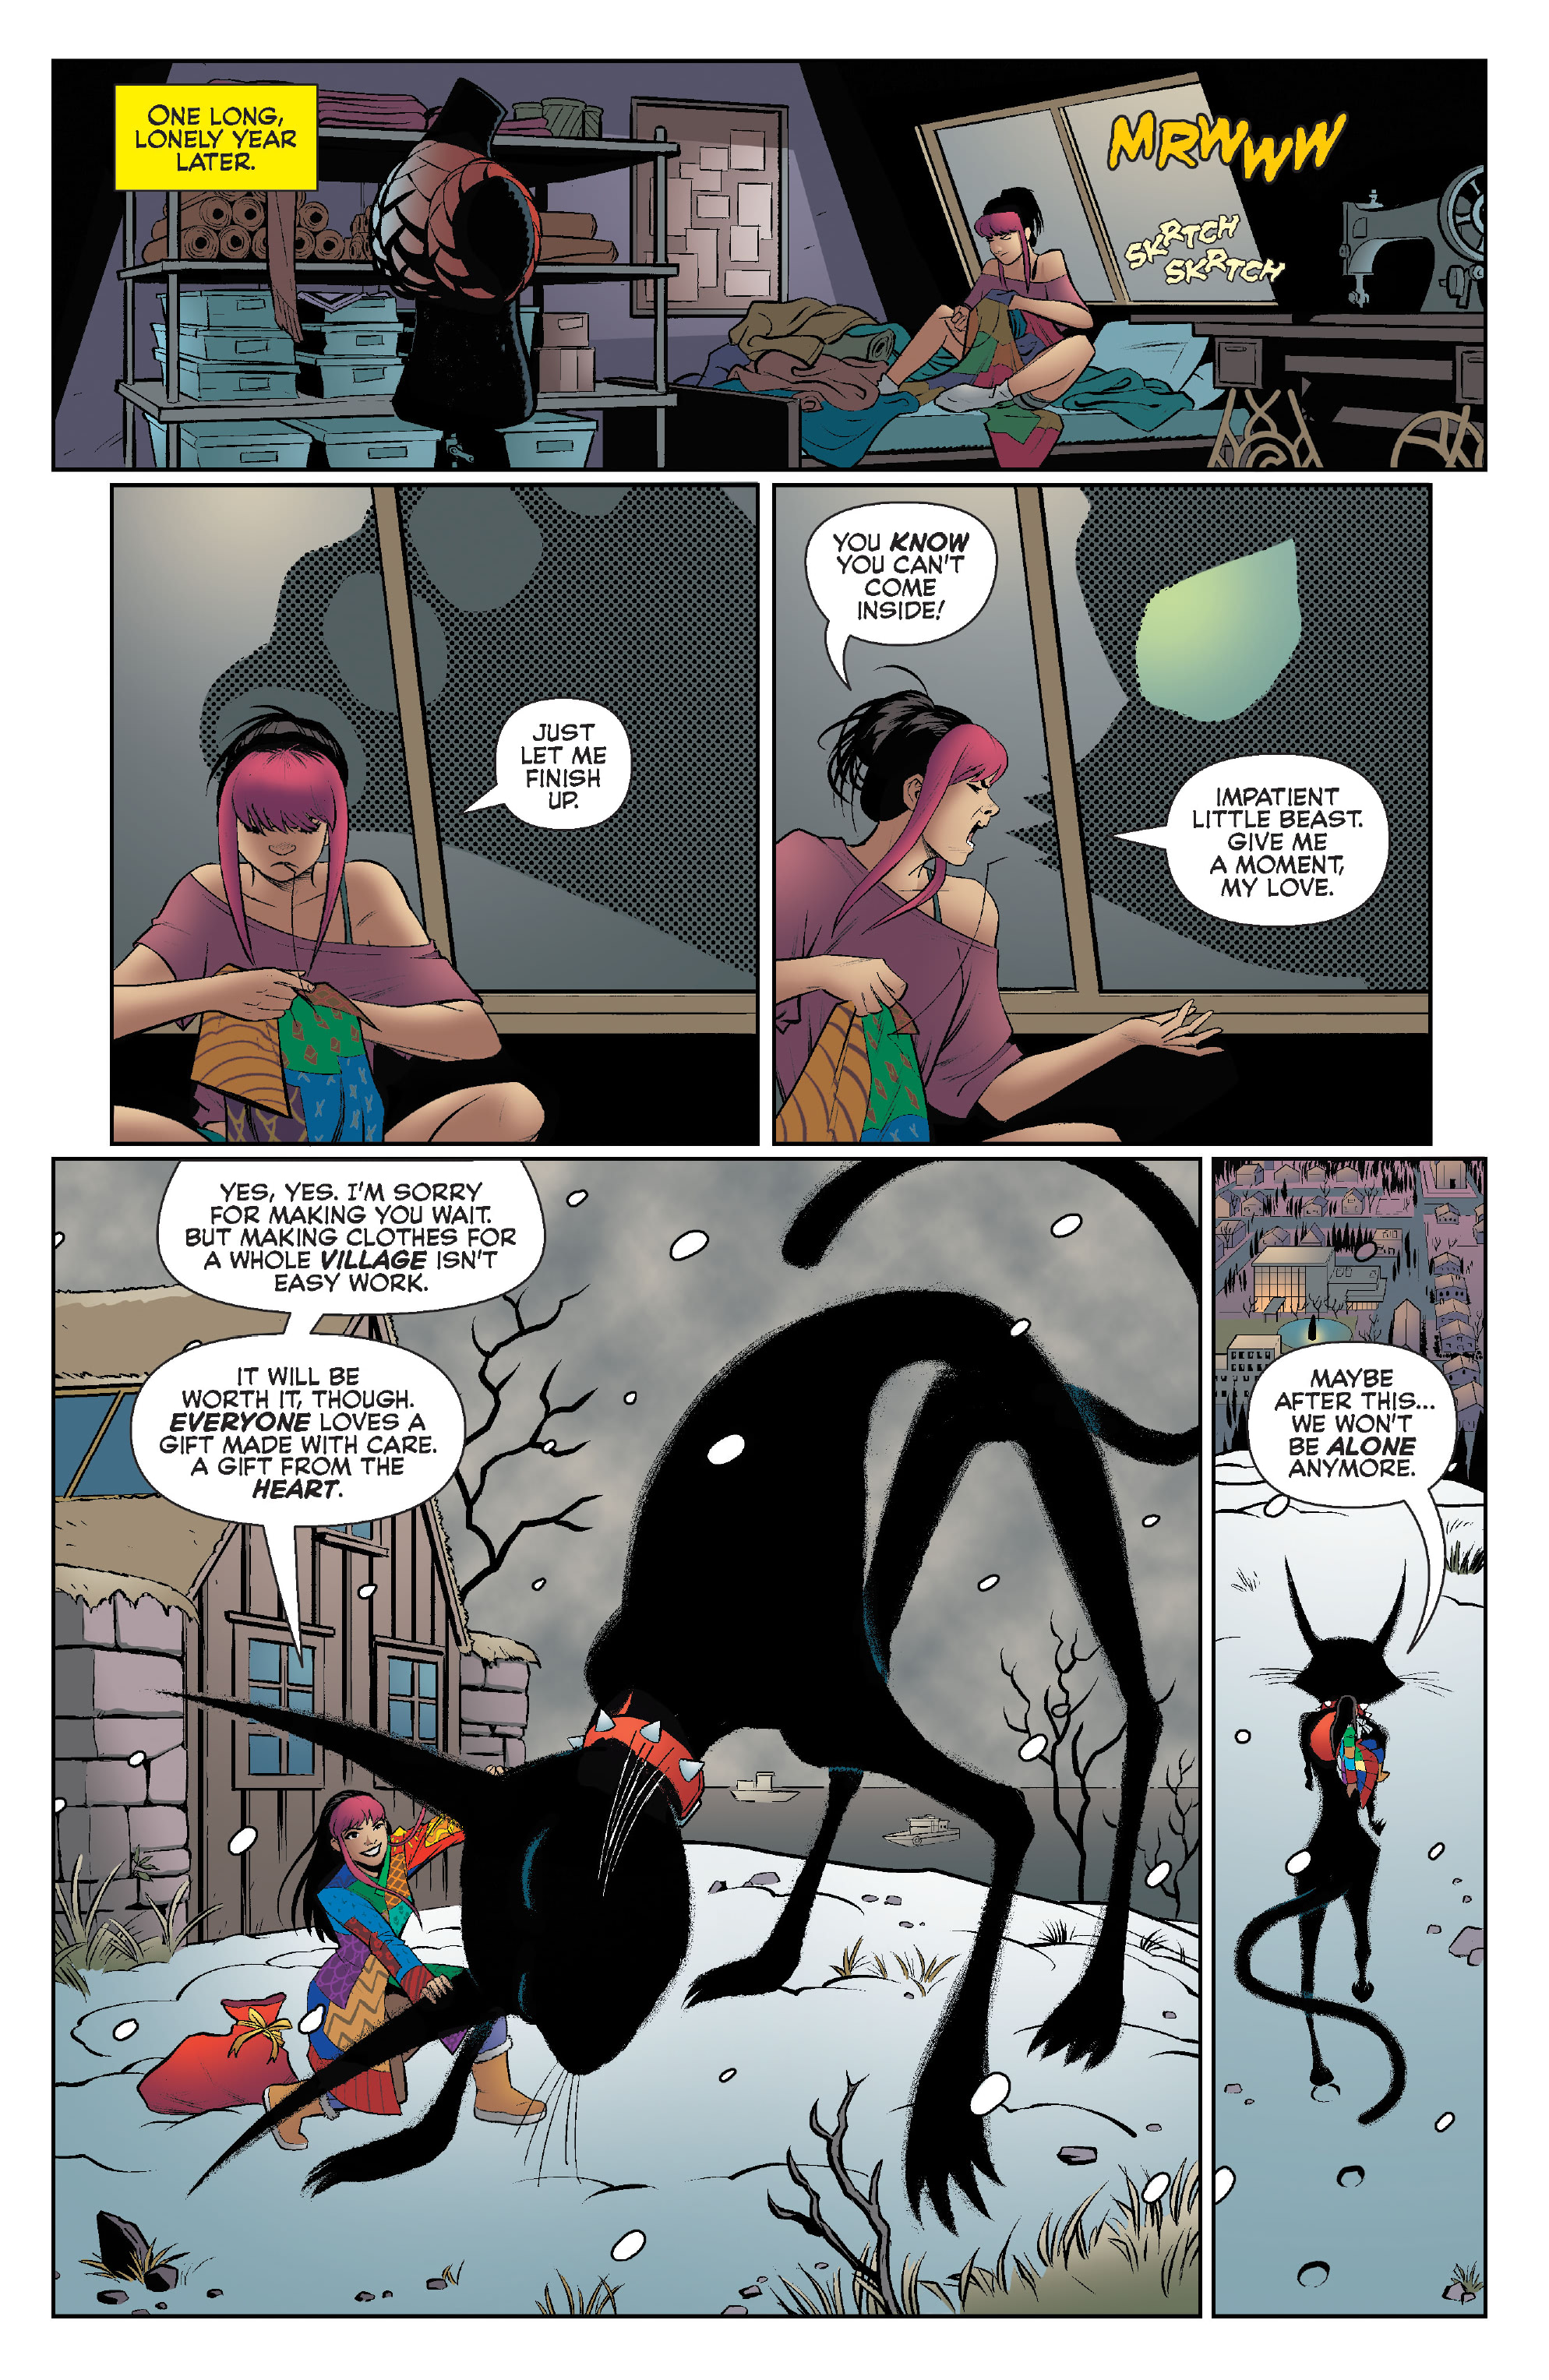 ONE LONG,
LONELY YEAR
LATER.
MRWWW
SKRTCH
SKRTCH
JUST
LET ME
FINISH
UP.
YOU KNOW
YOU CAN'T
COME
INSIDE!
IMPATIENT
LITTLE BEAST.
GIVE ME
A MOMENT,
MY LOVE.
YES, YES. I'M SORRY
FOR MAKING YOU WAIT.
BUT MAKING CLOTHES FOR
A WHOLE VILLAGE ISN'T
EASY WORK.
IT WILL BE
WORTH IT, THOUGH.
EVERYONE LOVES A
GIFT MADE WITH CARE.
A GIFT FROM THE
HEART.
MAYBE
AFTER THIS...
WE WON'T
BE ALONE
ANYMORE.